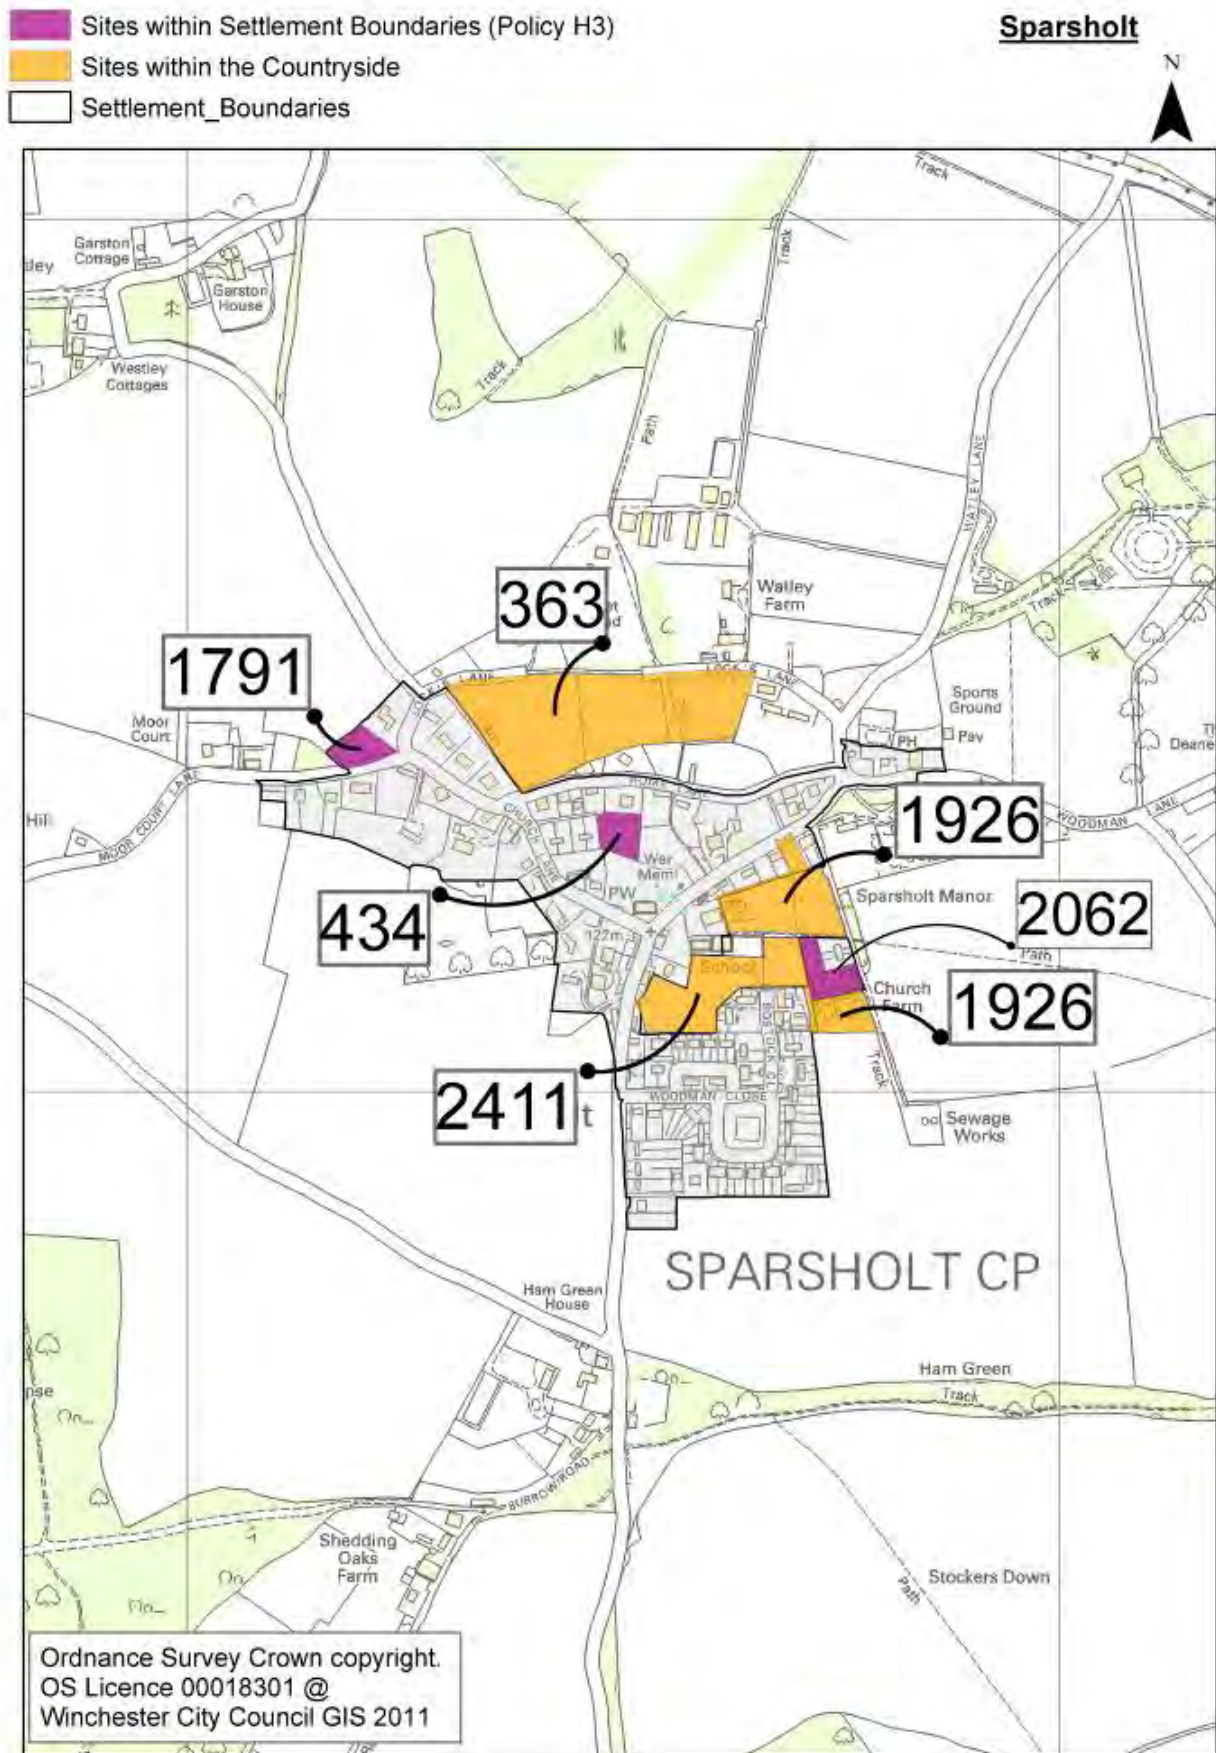 Sites within Settlement Boundaries (Policy H3)
Sparsholt
Sites within the Countryside
N
Settlement_Boundaries
Track
Garston
Cottage
Track
Garston
House
Westley
Cottages
Track
Path
WATLEY LANE
Watley
Farm
363
Track
1791
LOCK'S LANE
Sports
Ground
Moor
Court
PH
Pav
MOOR COURT LANE
Hill
CHURCH LANE
1926
WOODMAN LANE
War
Meml
PW
Sparsholt Manor
434
2062
122m
Path
School
Church
Farm
1926
Track
2411
t
WOODMAN CLOSE
Sewage
Works
SPARSHOLT CP
Ham Green
House
Ham Green
Track
BURROW ROAD
Shedding
Oaks
Farm
Stockers Down
Path
Ordnance Survey Crown copyright.
OS Licence 00018301 @
Winchester City Council GIS 2011